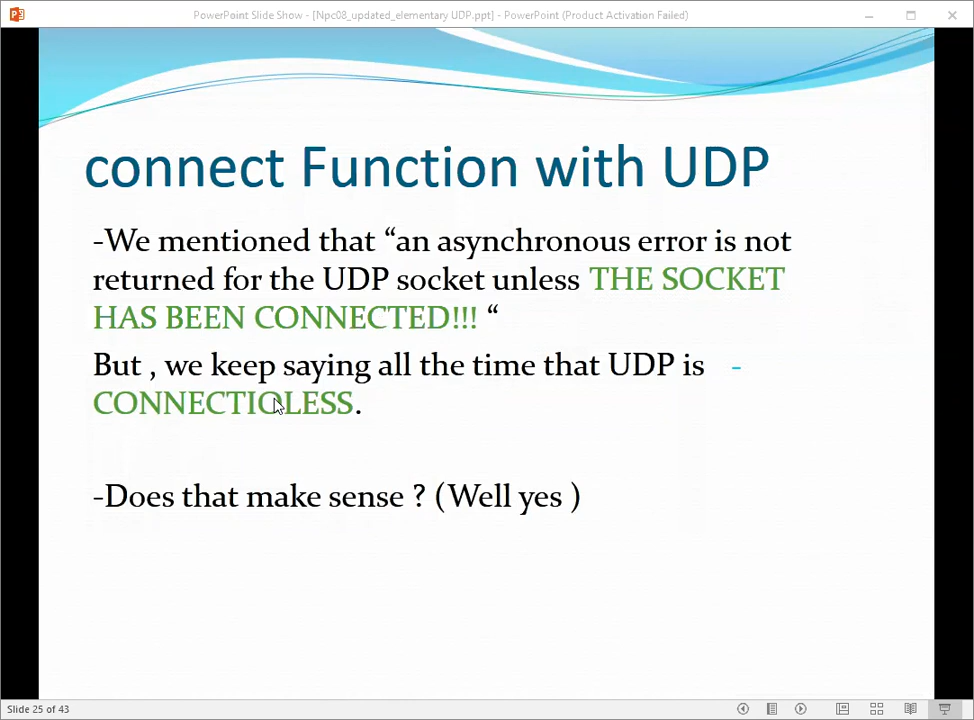 PowerPoint Slide Show - [Npc08_updated_elementary UDP.ppt] - PowerPoint (Product Activation Failed)
connect Function with UDP
-We mentioned that “an asynchronous error is not
returned for the UDP socket unless THE SOCKET
HAS BEEN CONNECTED!!! “
But , we keep saying all the time that UDP is -
CONNECTIOLESS.
-Does that make sense ? (Well yes )
Slide 25 of 43